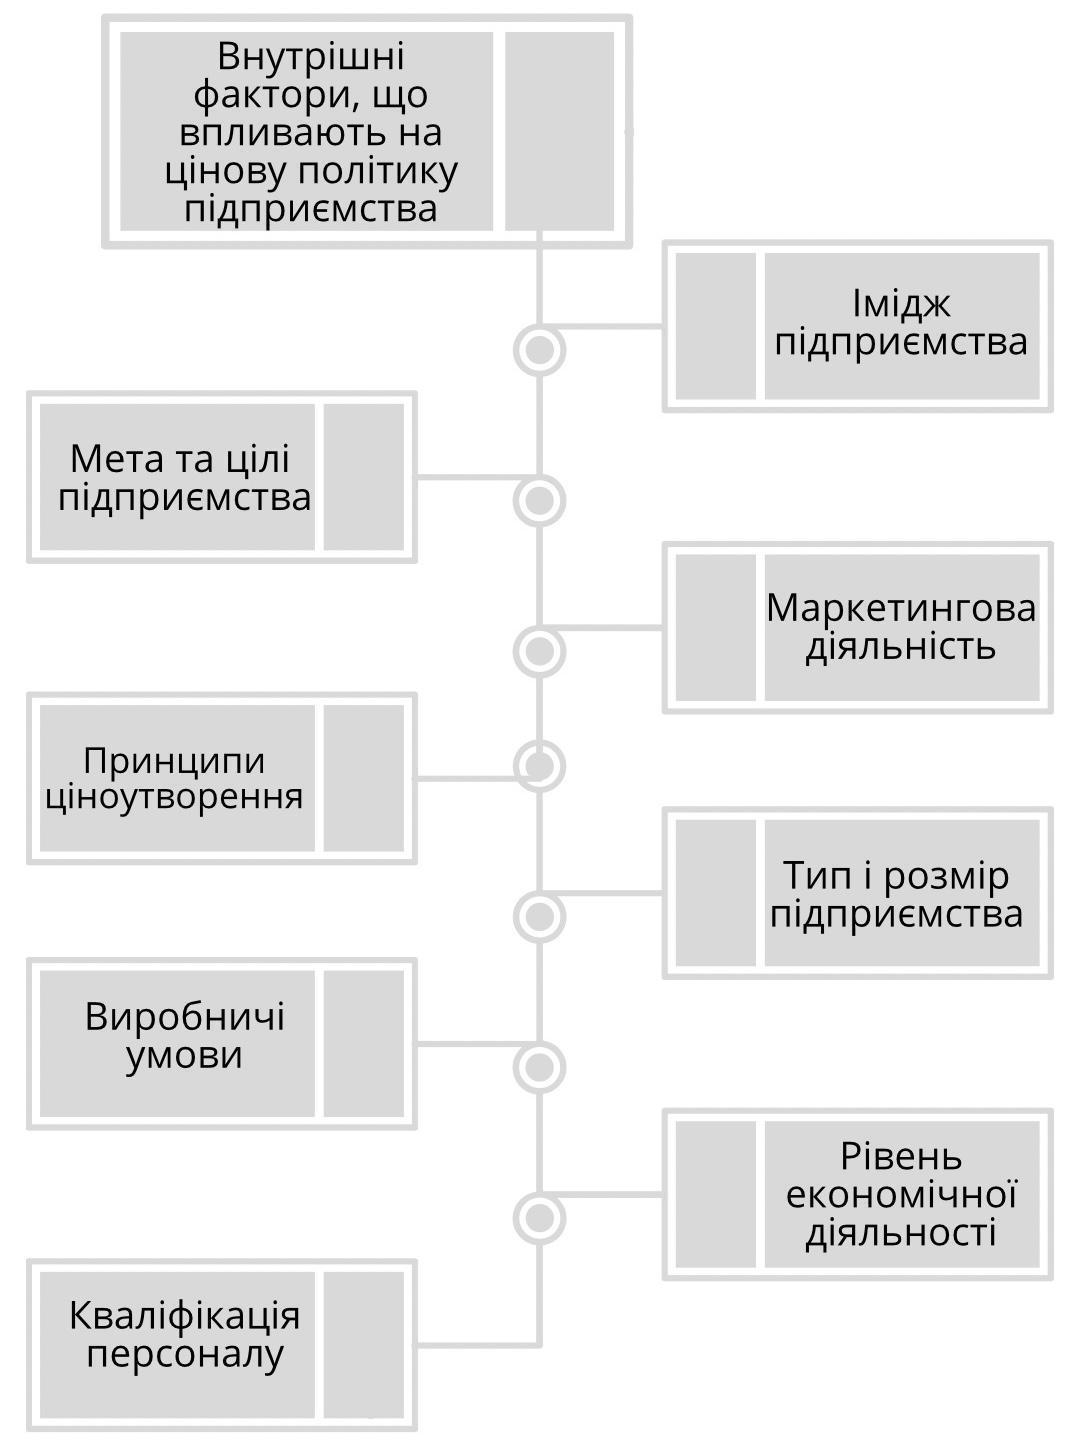 Внутрішні
фактори, що
впливають на
цінову політику
підприємства
Імідж
підприємства
Мета та цілі
підприємства
Маркетингова
діяльність
Принципи
ціноутворення
Тип і розмір
підприємства
Виробничі
умови
Рівень
економічної
діяльності
Кваліфікація
персоналу